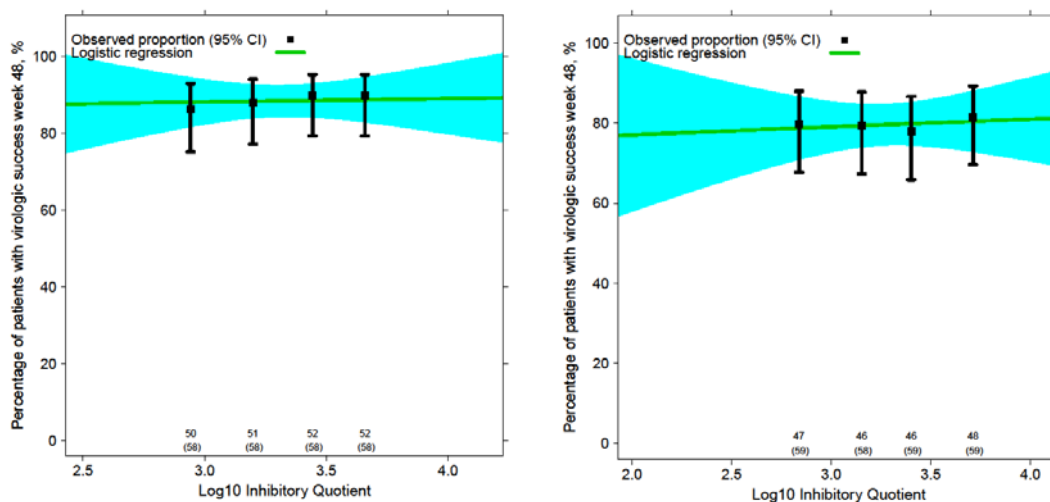 Percentage of patients with virologic success week 48, %
Observed proportion (95% CI)
Logistic regression
100
80
60
40
20
0
50 51 52 52
(58) (58) (58) (58)
2.5 3.0 3.5 4.0
Log10 Inhibitory Quotient
Percentage of patients with virologic success week 48, %
Observed proportion (95% CI)
Logistic regression
100
80
60
40
20
0
47 46 46 48
(59) (58) (59) (59)
2.0 2.5 3.0 3.5 4.0
Log10 Inhibitory Quotient